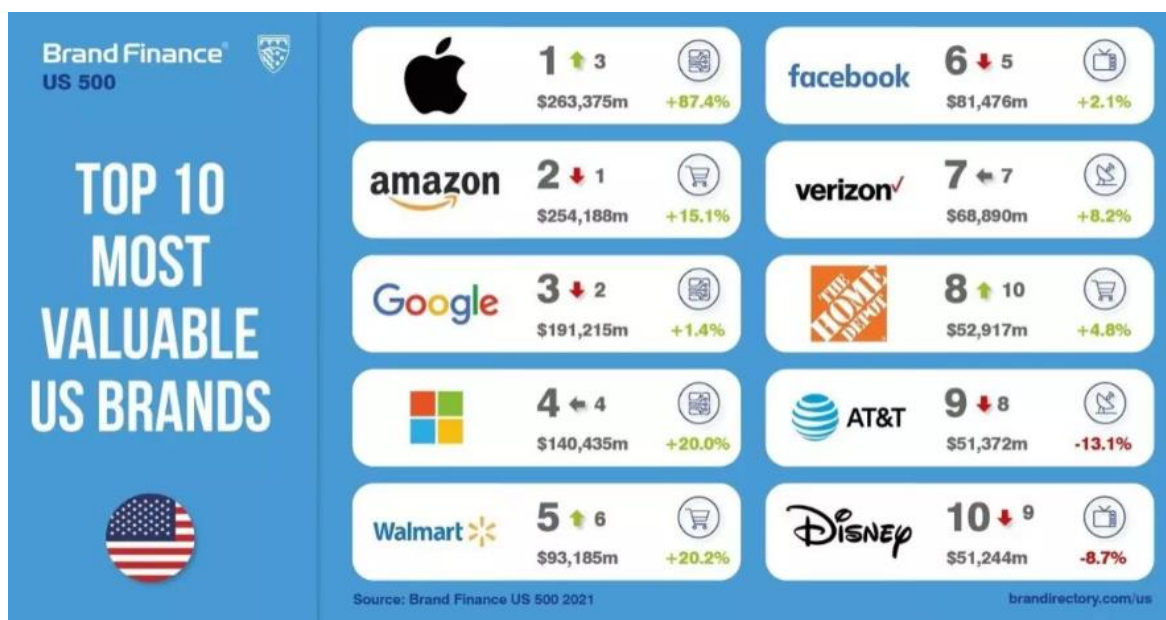 Brand Finance®
US 500
TOP 10
MOST
VALUABLE
US BRANDS
1 3
$263,375m +87.4%
amazon
2 1
$254,188m +15.1%
Google
3 2
$191,215m +1.4%
4 4
$140,435m +20.0%
Walmart
5 6
$93,185m +20.2%
facebook
6 5
$81,476m +2.1%
verizon
7 7
$68,890m +8.2%
THE
HOME
DEPOT
8 10
$52,917m +4.8%
AT&T
9 8
$51,372m -13.1%
Disney
10 9
$51,244m -8.7%
Source: Brand Finance US 500 2021
brandirectory.com/us